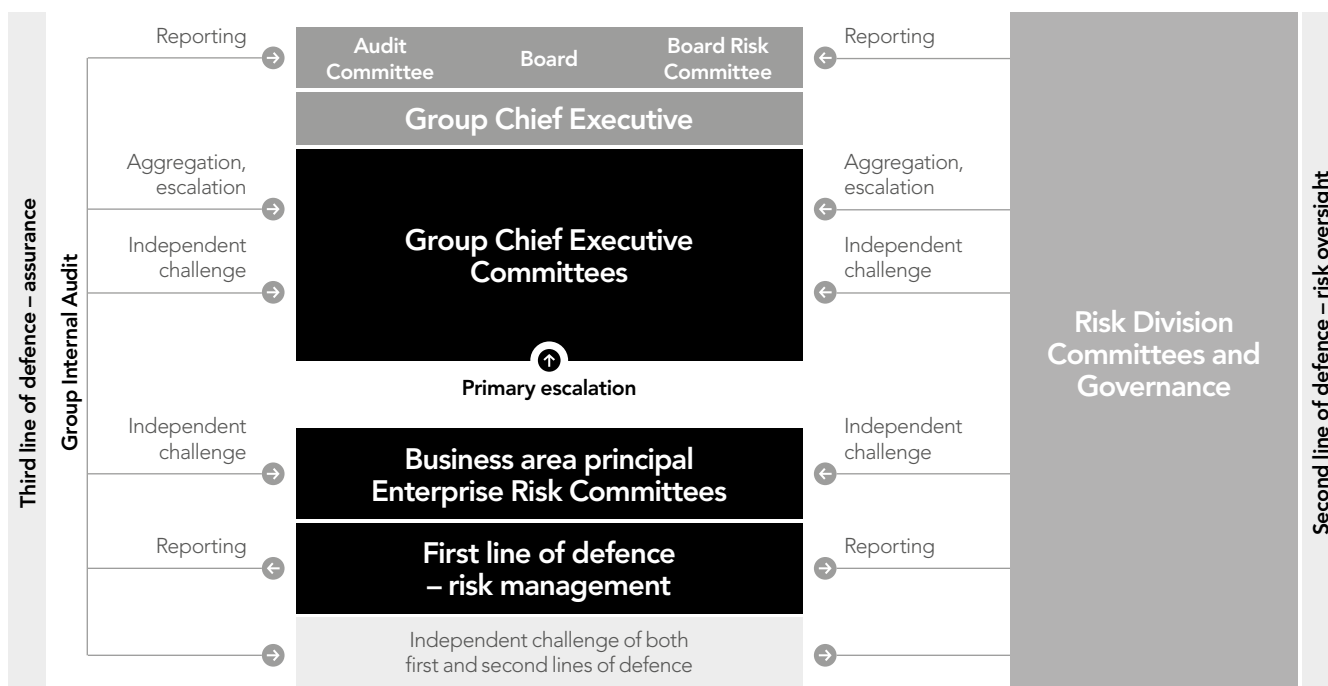 Third line of defence – assurance
Group Internal Audit
Reporting
Aggregation,
escalation
Independent
challenge
Independent
challenge
Reporting
Audit
Committee
Board
Board Risk
Committee
Group Chief Executive
Group Chief Executive
Committees
Primary escalation
Business area principal
Enterprise Risk Committees
First line of defence
– risk management
Independent challenge of both
first and second lines of defence
Reporting
Aggregation,
escalation
Independent
challenge
Independent
challenge
Reporting
Risk Division
Committees and
Governance
Second line of defence – risk oversight